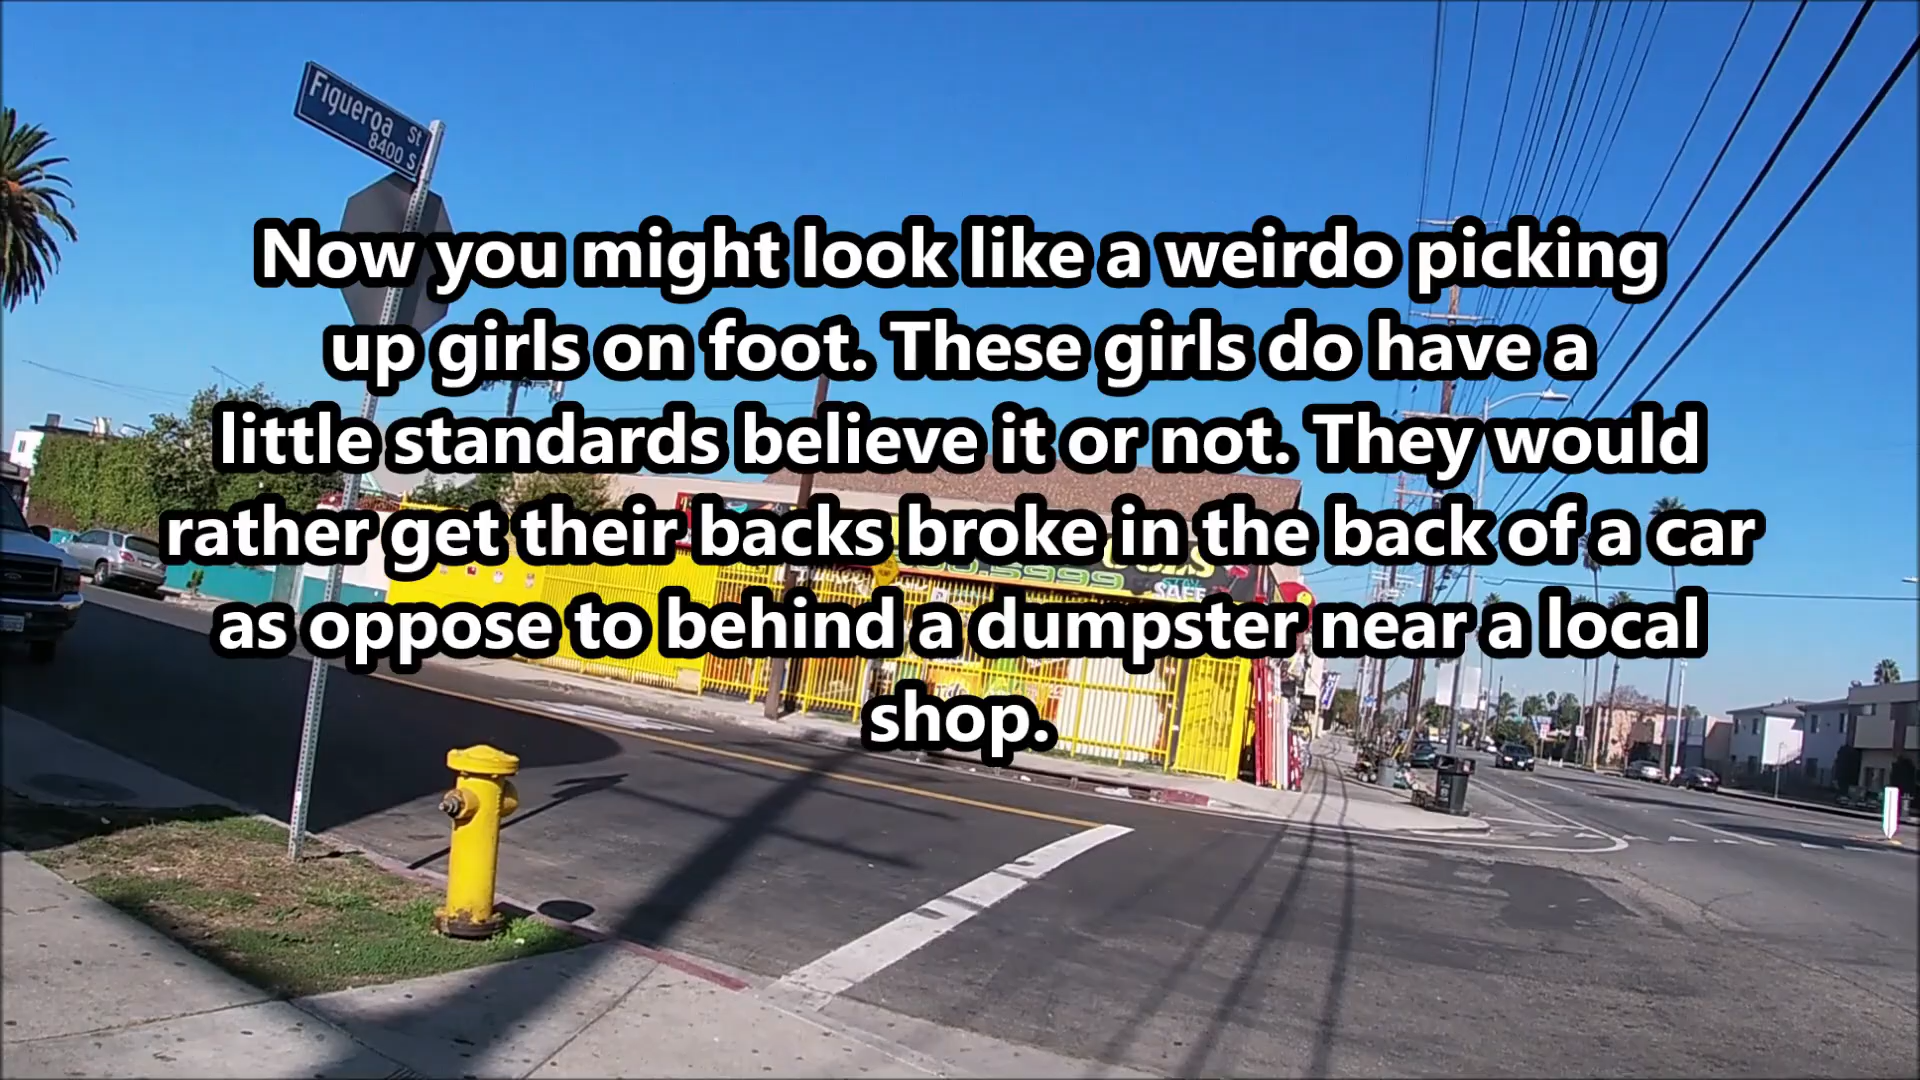 Figueroa St
8400 S
Now you might look like a weirdo picking
up girls on foot. These girls do have a
little standards believe it or not. They would
rather get their backs broke in the back of a car
as oppose to behind a dumpster near a local
shop.
5999
SAFE